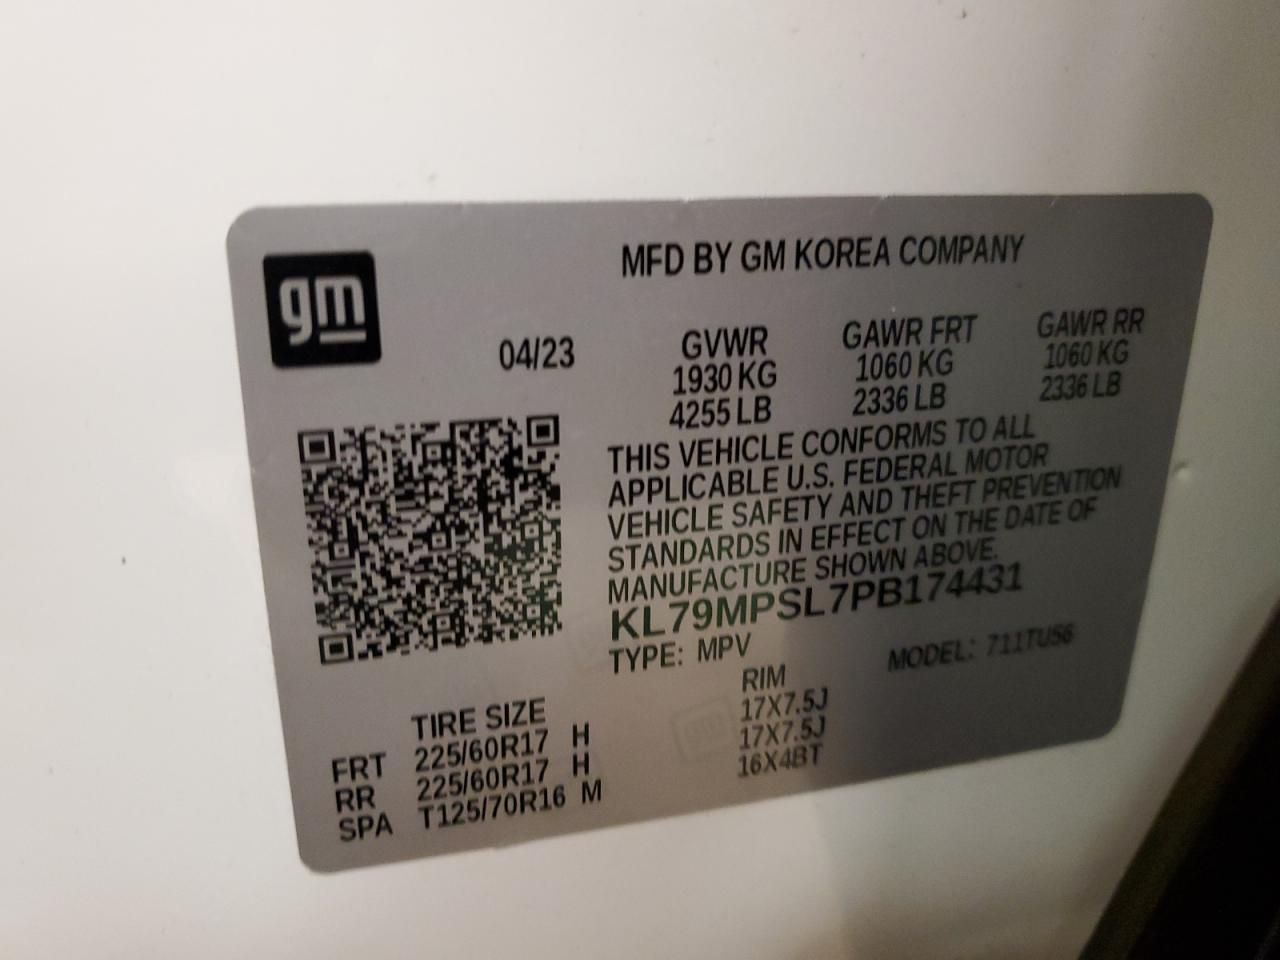 gm
MFD BY GM KOREA COMPANY
04/23
GVWR GAWR FRT GAWR RR
1930 KG 1060 KG 1060 KG
4255 LB 2336 LB 2336 LB
THIS VEHICLE CONFORMS TO ALL
APPLICABLE U.S. FEDERAL MOTOR
VEHICLE SAFETY AND THEFT PREVENTION
STANDARDS IN EFFECT ON THE DATE OF
MANUFACTURE SHOWN ABOVE.
KL79MPSL7PB174431
TYPE: MPV MODEL: 711TU56
TIRE SIZE RIM
FRT 225/60R17 H 17X7.5J
RR 225/60R17 H 17X7.5J
SPA T125/70R16 M 16X4BT